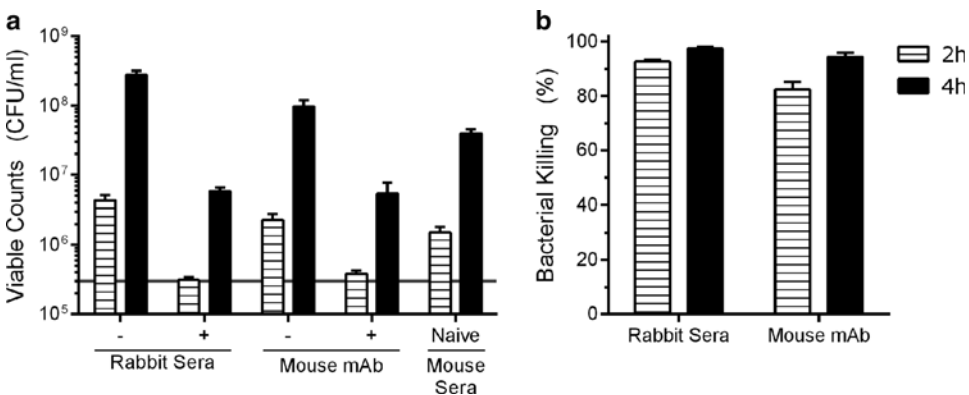 a
Viable Counts (CFU/ml)
10⁹
10⁸
10⁷
10⁶
10⁵
- + - + Naive
Rabbit Sera Mouse mAb Mouse
Sera
b
Bacterial Killing (%)
100
80
60
40
20
0
Rabbit Sera Mouse mAb
2h
4h